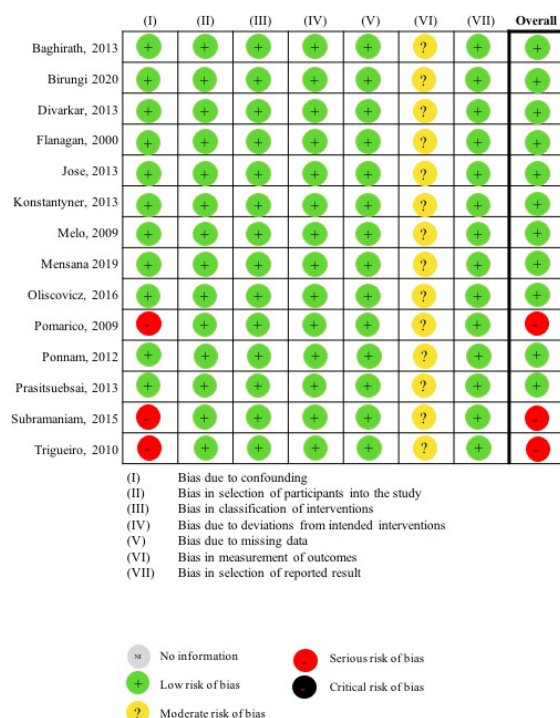 (I) (II) (III) (IV) (V) (VI) (VII) Overall
Baghirath, 2013 + + + + + ? + +
Birungi 2020 + + + + + ? + +
Divarkar, 2013 + + + + + ? + +
Flanagan, 2000 + + + + + ? + +
Jose, 2013 + + + + + ? + +
Konstantyner, 2013 + + + + + ? + +
Melo, 2009 + + + + + ? + +
Mensana 2019 + + + + + ? + +
Oliscovicz, 2016 + + + + + ? + +
Pomarico, 2009 - + + + + ? + -
Ponnam, 2012 + + + + + ? + +
Prasitsuebsai, 2013 + + + + + ? + +
Subramaniam, 2015 - + + + + ? + -
Trigueiro, 2010 - + + + + ? + -
(I) Bias due to confounding
(II) Bias in selection of participants into the study
(III) Bias in classification of interventions
(IV) Bias due to deviations from intended interventions
(V) Bias due to missing data
(VI) Bias in measurement of outcomes
(VII) Bias in selection of reported result
NI No information
- Serious risk of bias
+ Low risk of bias
- Critical risk of bias
? Moderate risk of bias